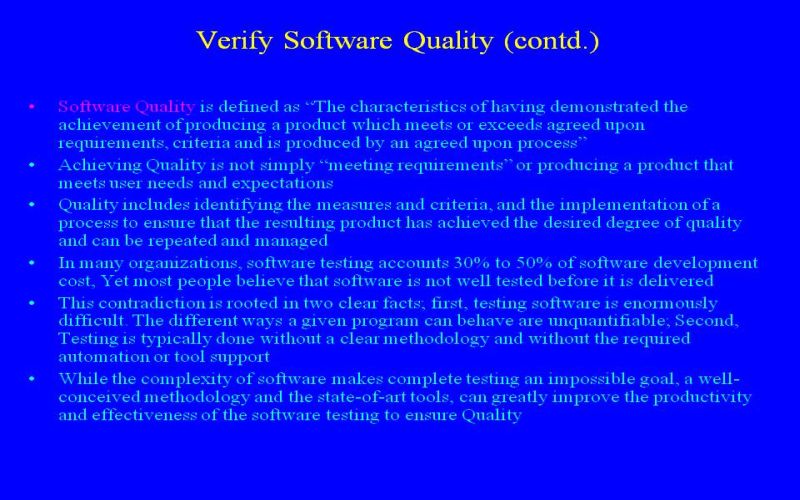 Verify Software Quality (contd.)
• Software Quality is defined as “The characteristics of having demonstrated the
achievement of producing a product which meets or exceeds agreed upon
requirements, criteria and is produced by an agreed upon process”
• Achieving Quality is not simply “meeting requirements” or producing a product that
meets user needs and expectations
• Quality includes identifying the measures and criteria, and the implementation of a
process to ensure that the resulting product has achieved the desired degree of quality
and can be repeated and managed
• In many organizations, software testing accounts 30% to 50% of software development
cost, Yet most people believe that software is not well tested before it is delivered
• This contradiction is rooted in two clear facts; first, testing software is enormously
difficult. The different ways a given program can behave are unquantifiable; Second,
Testing is typically done without a clear methodology and without the required
automation or tool support
• While the complexity of software makes complete testing an impossible goal, a well-
conceived methodology and the state-of-art tools, can greatly improve the productivity
and effectiveness of the software testing to ensure Quality